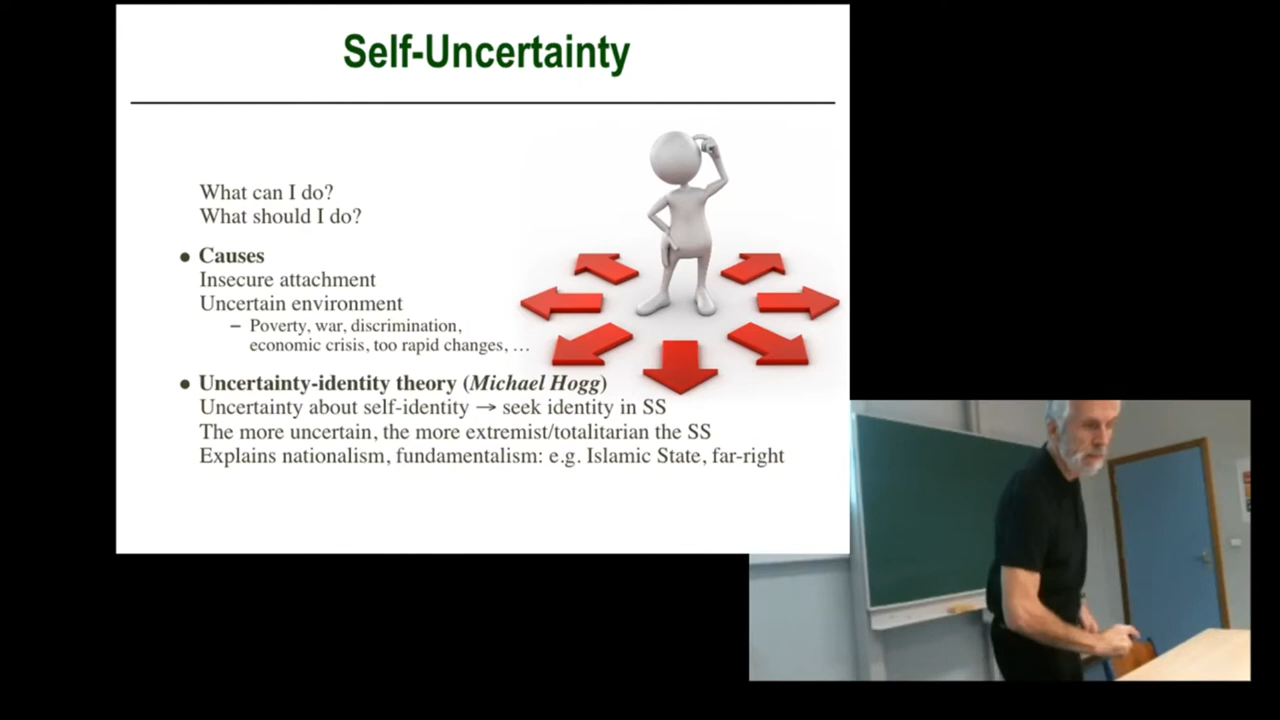 Self-Uncertainty
What can I do?
What should I do?
● Causes
Insecure attachment
Uncertain environment
– Poverty, war, discrimination,
economic crisis, too rapid changes, …
● Uncertainty-identity theory (Michael Hogg)
Uncertainty about self-identity → seek identity in SS
The more uncertain, the more extremist/totalitarian the SS
Explains nationalism, fundamentalism: e.g. Islamic State, far-right